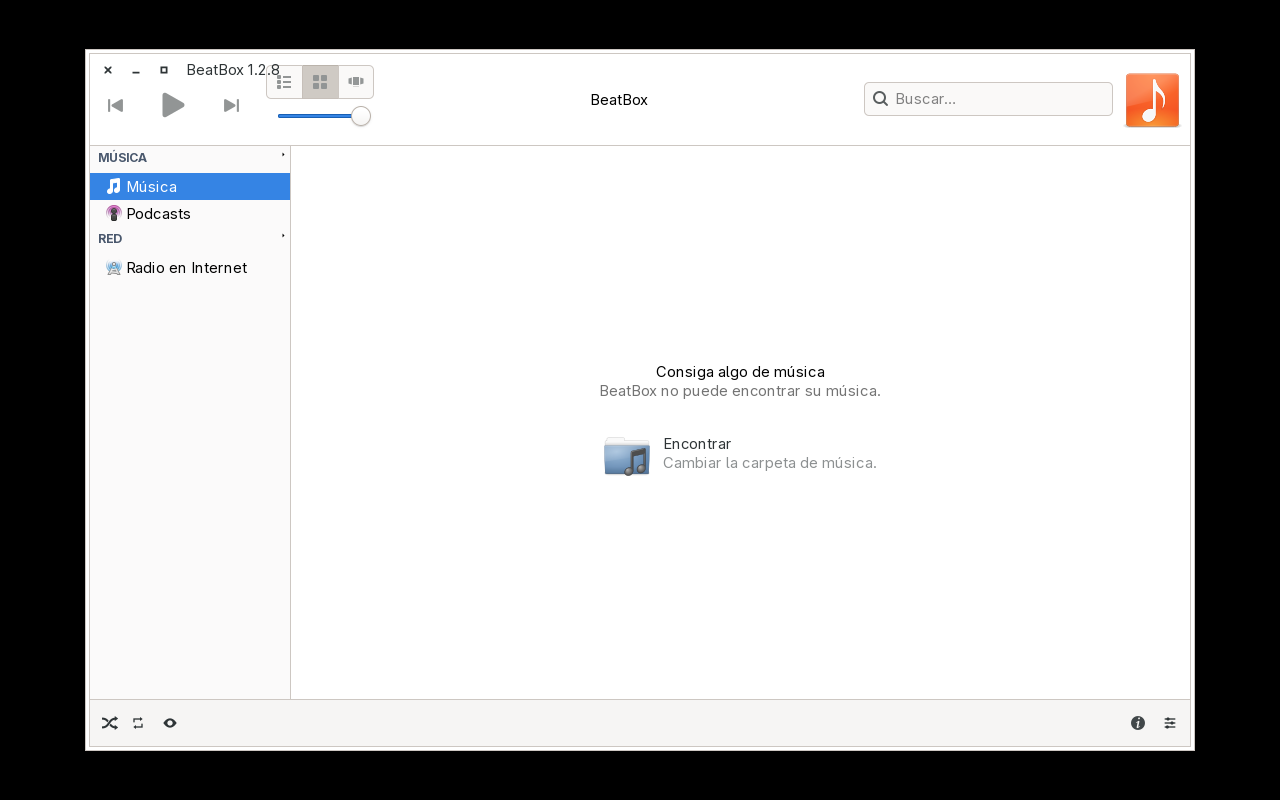 BeatBox 1.2.8
BeatBox
Buscar...
MÚSICA
Música
Podcasts
RED
Radio en Internet
Consiga algo de música
BeatBox no puede encontrar su música.
Encontrar
Cambiar la carpeta de música.